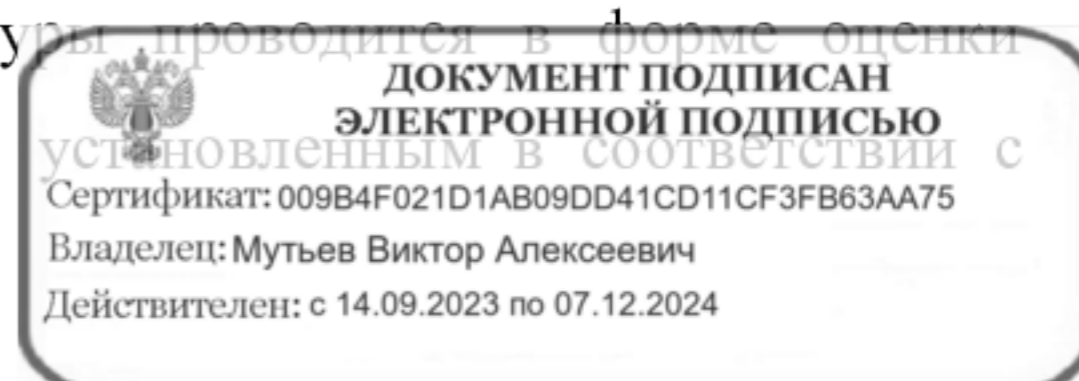 уры проводится в форме оценки
ДОКУМЕНТ ПОДПИСАН
ЭЛЕКТРОННОЙ ПОДПИСЬЮ
установленным в соответствии с
Сертификат: 009B4F021D1AB09DD41CD11CF3FB63AA75
Владелец: Мутьев Виктор Алексеевич
Действителен: с 14.09.2023 по 07.12.2024